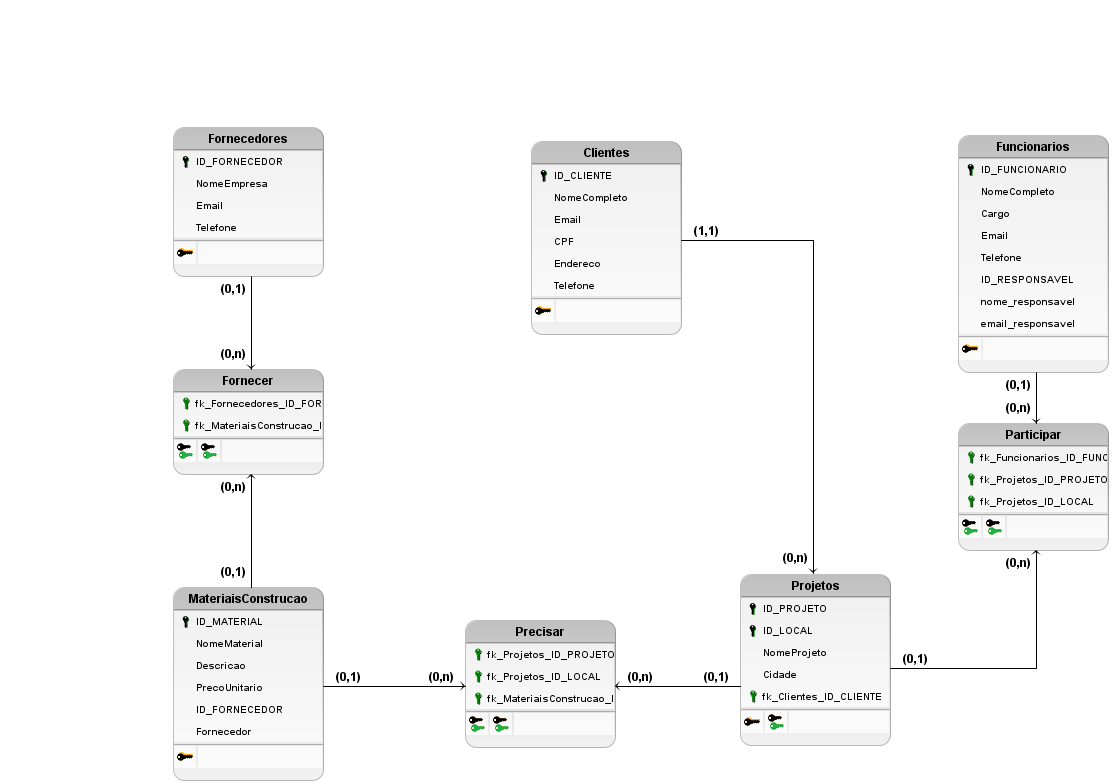 Fornecedores
ID_FORNECEDOR
NomeEmpresa
Email
Telefone
(0,1)
(0,n)
Fornecer
fk_Fornecedores_ID_FOR
fk_MateriaisConstrucao_I
(0,n)
(0,1)
MateriaisConstrucao
ID_MATERIAL
NomeMaterial
Descricao
PrecoUnitario
ID_FORNECEDOR
Fornecedor
(0,1)
(0,n)
Precisar
fk_Projetos_ID_PROJETO
fk_Projetos_ID_LOCAL
fk_MateriaisConstrucao_I
(0,n)
(0,1)
Clientes
ID_CLIENTE
NomeCompleto
Email
CPF
Endereco
Telefone
(1,1)
(0,n)
Projetos
ID_PROJETO
ID_LOCAL
NomeProjeto
Cidade
fk_Clientes_ID_CLIENTE
(0,1)
(0,n)
Funcionarios
ID_FUNCIONARIO
NomeCompleto
Cargo
Email
Telefone
ID_RESPONSAVEL
nome_responsavel
email_responsavel
(0,1)
(0,n)
Participar
fk_Funcionarios_ID_FUNC
fk_Projetos_ID_PROJETO
fk_Projetos_ID_LOCAL